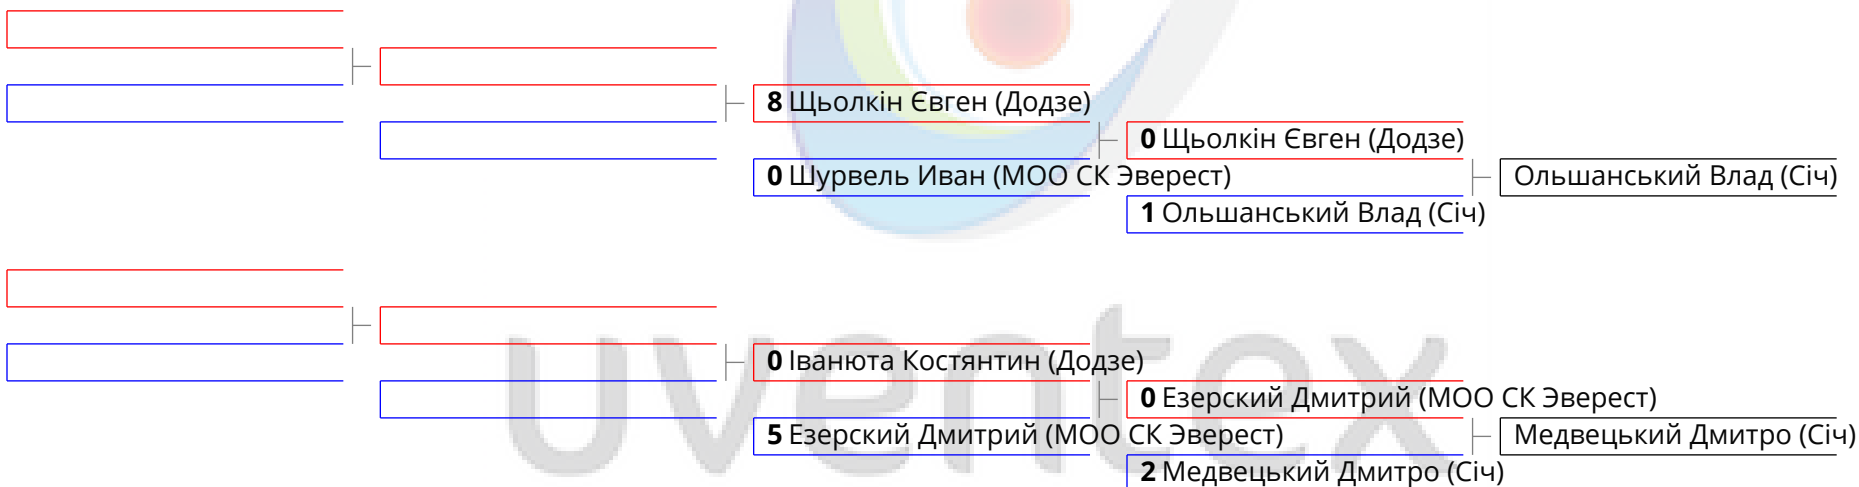 8 Щьолкін Євген (Додзе)
0 Щьолкін Євген (Додзе)
0 Шурвель Иван (МОО СК Эверест)
Ольшанський Влад (Січ)
1 Ольшанський Влад (Січ)
uventex
0 Іванюта Костянтин (Додзе)
0 Езерский Дмитрий (МОО СК Эверест)
5 Езерский Дмитрий (МОО СК Эверест)
Медвецький Дмитро (Січ)
2 Медвецький Дмитро (Січ)